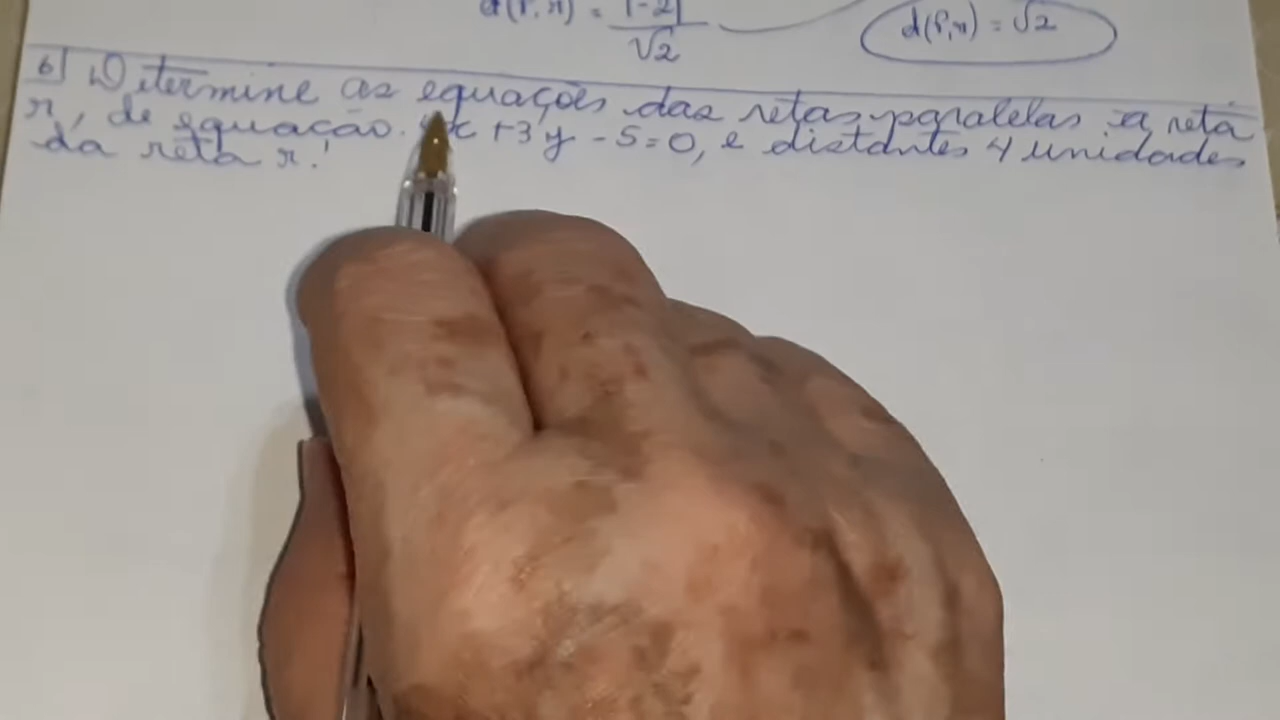 d(P,r) = |-2| / √2
d(P,r) = √2
6) Determine as equações das retas paralelas a reta
r, de equação x + 3y - 5 = 0, e distantes 4 unidades
da reta r.